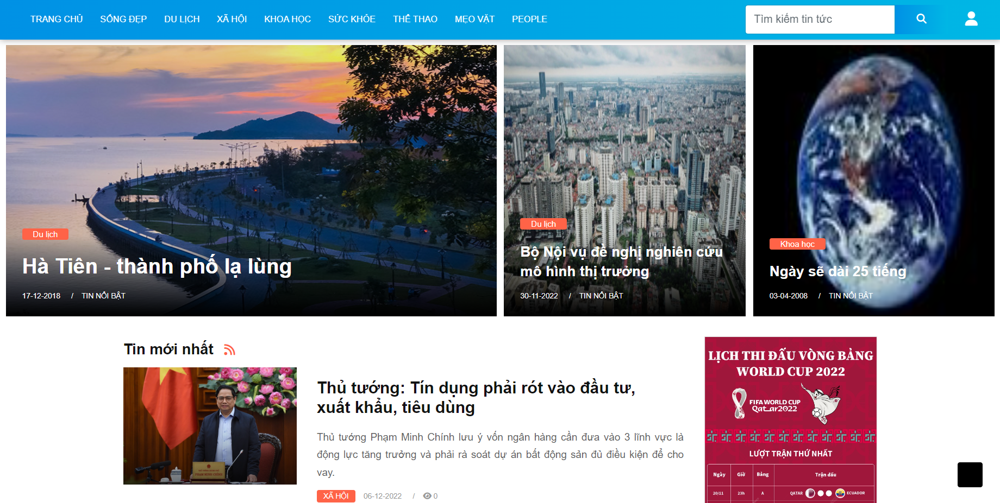 TRANG CHỦ SỐNG ĐẸP DU LỊCH XÃ HỘI KHOA HỌC SỨC KHỎE THỂ THAO MẸO VẶT PEOPLE
Tìm kiếm tin tức
Du lịch
Hà Tiên - thành phố lạ lùng
17-12-2018 / TIN NỔI BẬT
Du lịch
Bộ Nội vụ đề nghị nghiên cứu
mô hình thị trưởng
30-11-2022 / TIN NỔI BẬT
Khoa học
Ngày sẽ dài 25 tiếng
03-04-2008 / TIN NỔI BẬT
Tin mới nhất
PHẠM MINH CHÍNH
Thủ tướng: Tín dụng phải rót vào đầu tư,
xuất khẩu, tiêu dùng
Thủ tướng Phạm Minh Chính lưu ý vốn ngân hàng cần đưa vào 3 lĩnh vực là
động lực tăng trưởng và phải rà soát dự án bất động sản đủ điều kiện để cho
vay.
XÃ HỘI 06-12-2022 / 0
LỊCH THI ĐẤU VÒNG BẢNG
WORLD CUP 2022
FIFA WORLD CUP
Qatar2022
LƯỢT TRẬN THỨ NHẤT
Ngày Giờ Bảng Trận đấu
20/11 23h A QATAR ECUADOR